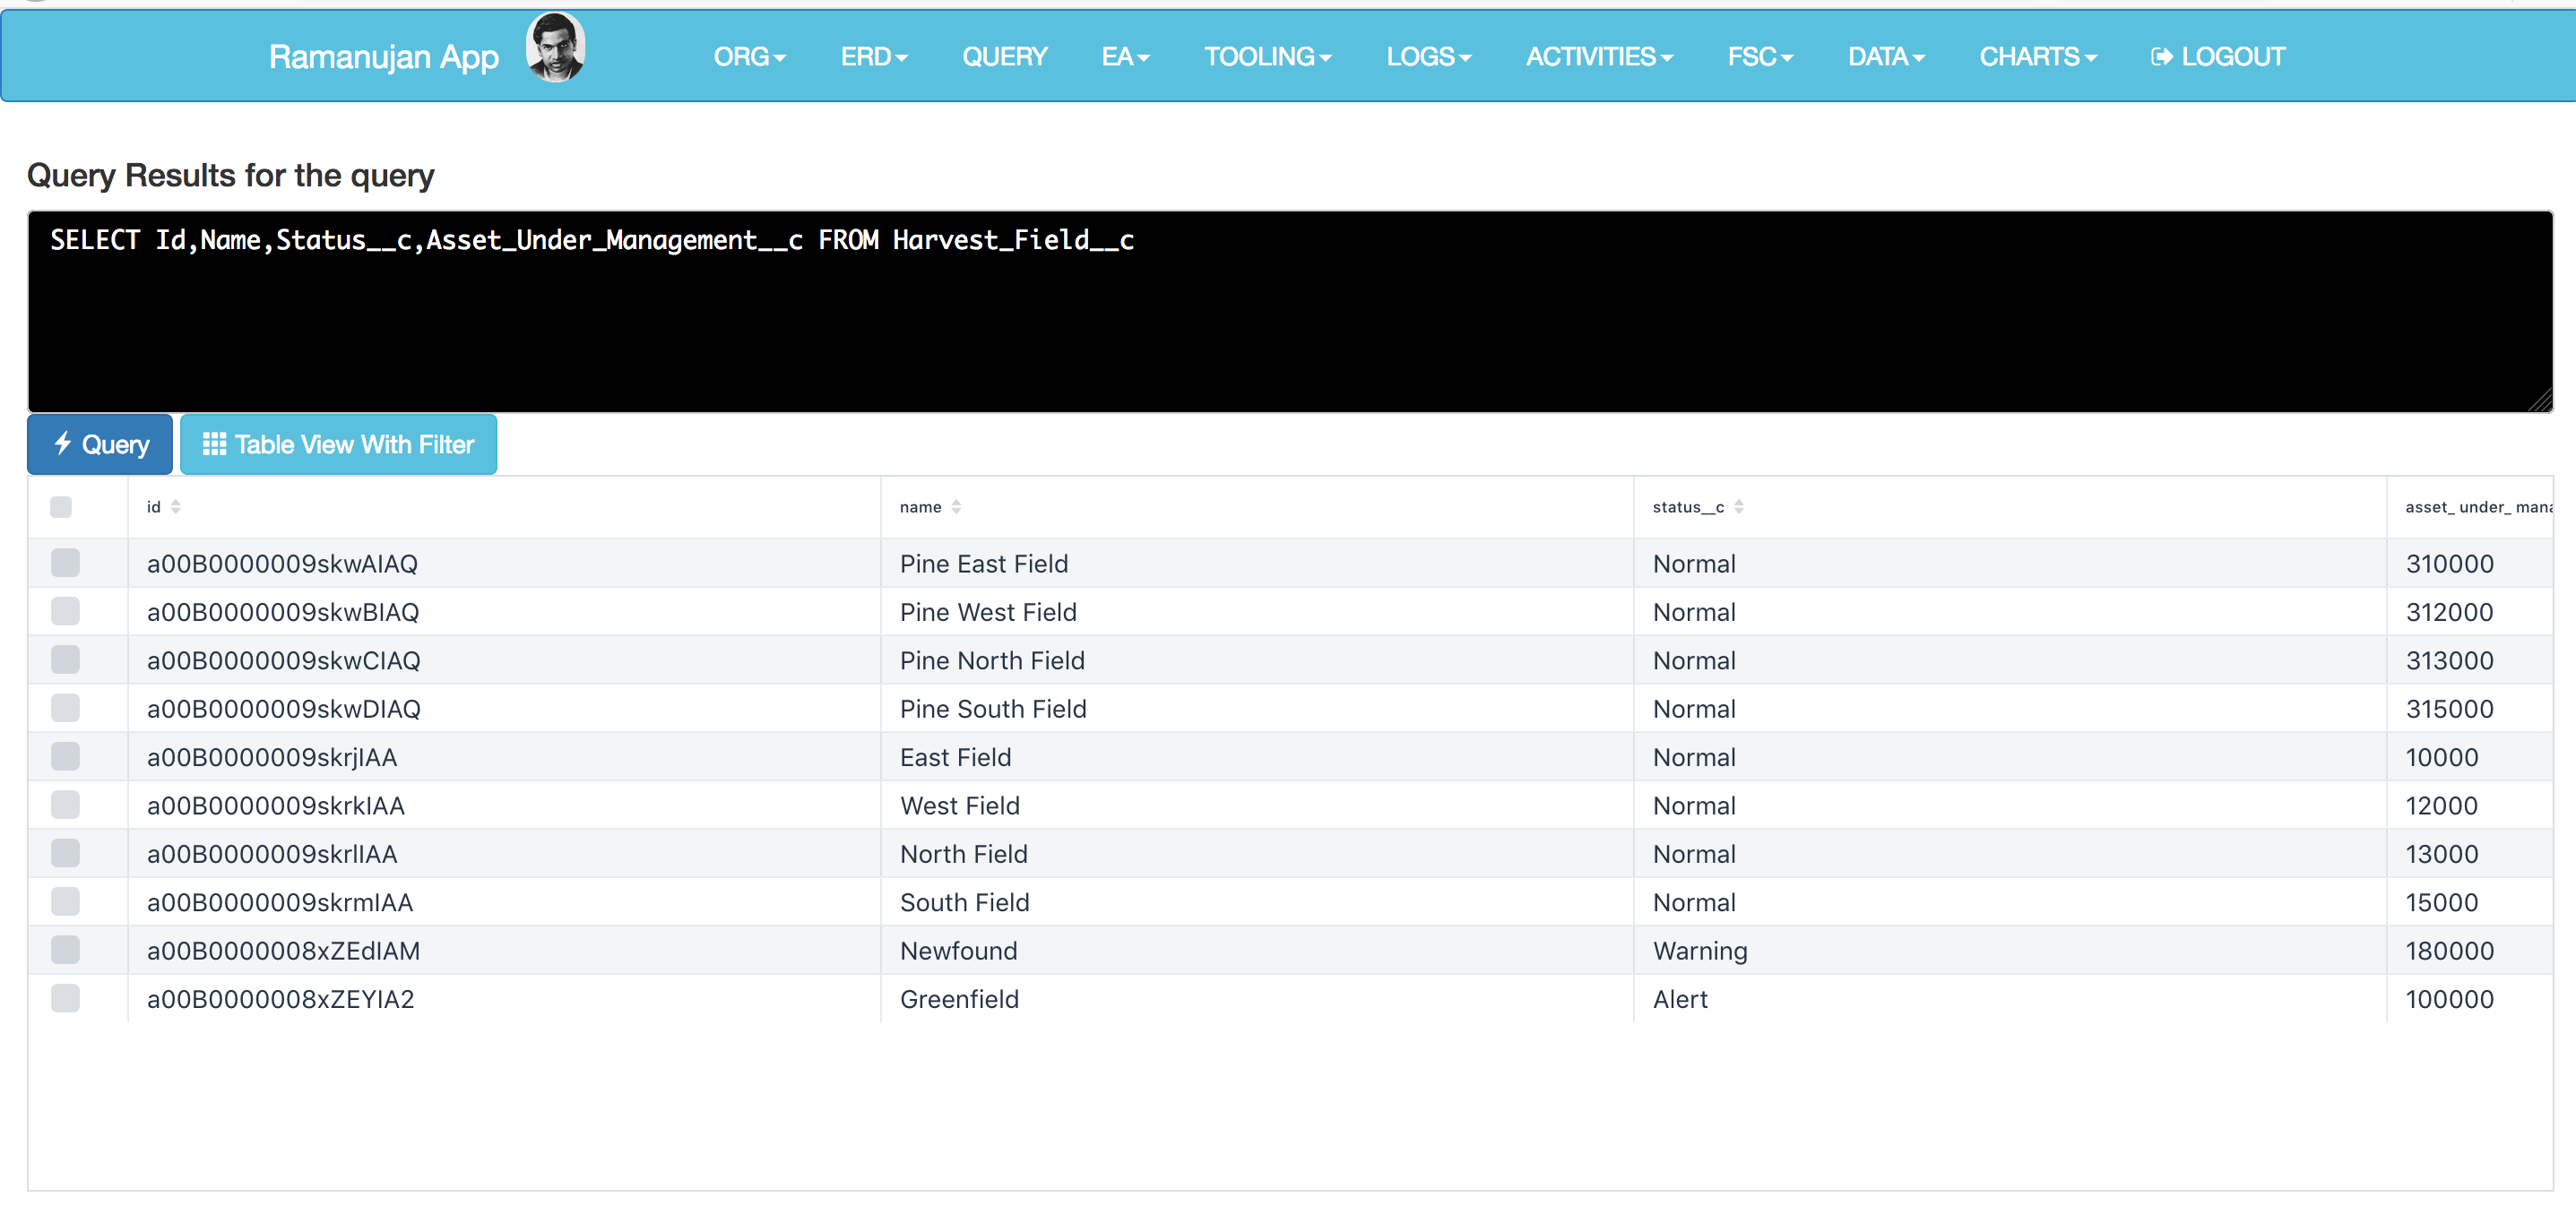 Ramanujan App ORG ERD QUERY EA TOOLING LOGS ACTIVITIES FSC DATA CHARTS LOGOUT
Query Results for the query
SELECT Id,Name,Status__c,Asset_Under_Management__c FROM Harvest_Field__c
Query Table View With Filter
id name status__c asset_ under_ mana
a00B0000009skwAIAQ Pine East Field Normal 310000
a00B0000009skwBIAQ Pine West Field Normal 312000
a00B0000009skwCIAQ Pine North Field Normal 313000
a00B0000009skwDIAQ Pine South Field Normal 315000
a00B0000009skrjIAA East Field Normal 10000
a00B0000009skrkIAA West Field Normal 12000
a00B0000009skrlIAA North Field Normal 13000
a00B0000009skrmIAA South Field Normal 15000
a00B0000008xZEdIAM Newfound Warning 180000
a00B0000008xZEYIA2 Greenfield Alert 100000